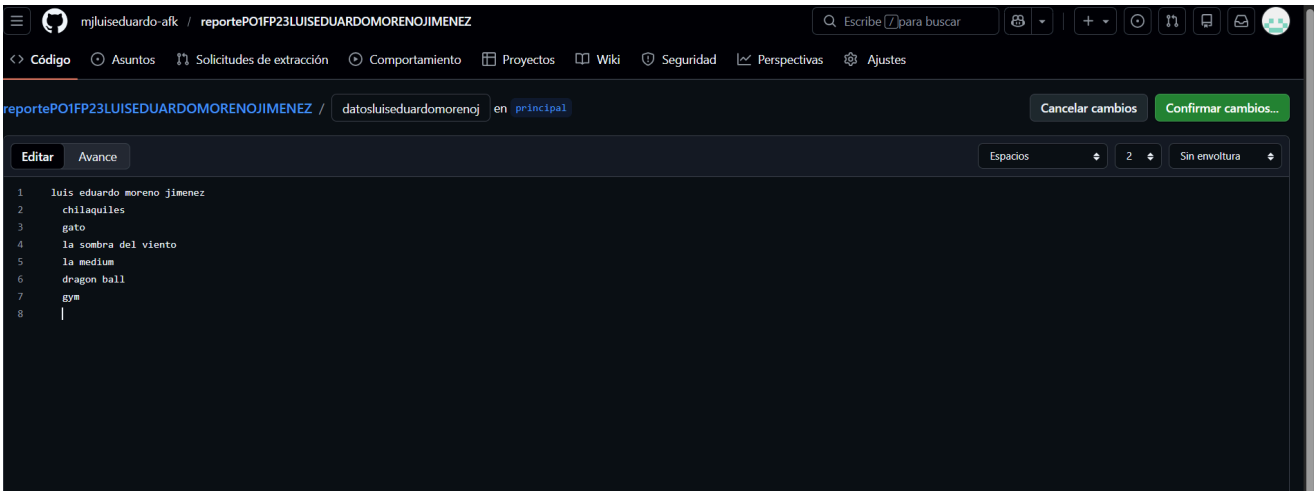 mjluiseduardo-afk / reportePO1FP23LUISEDUARDOMORENOJIMENEZ
Escribe / para buscar
Código Asuntos Solicitudes de extracción Comportamiento Proyectos Wiki Seguridad Perspectivas Ajustes
reportePO1FP23LUISEDUARDOMORENOJIMENEZ / datosluiseduardomorenoj en principal Cancelar cambios Confirmar cambios...
Editar Avance Espacios 2 Sin envoltura
1 luis eduardo moreno jimenez
2 chilaquiles
3 gato
4 la sombra del viento
5 la medium
6 dragon ball
7 gym
8